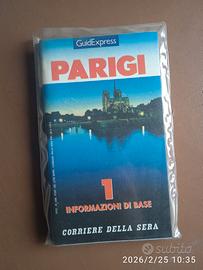 GuidExpress
PARIGI
1
INFORMAZIONI DI BASE
CORRIERE DELLA SERA
subito
2026/2/25 10:35